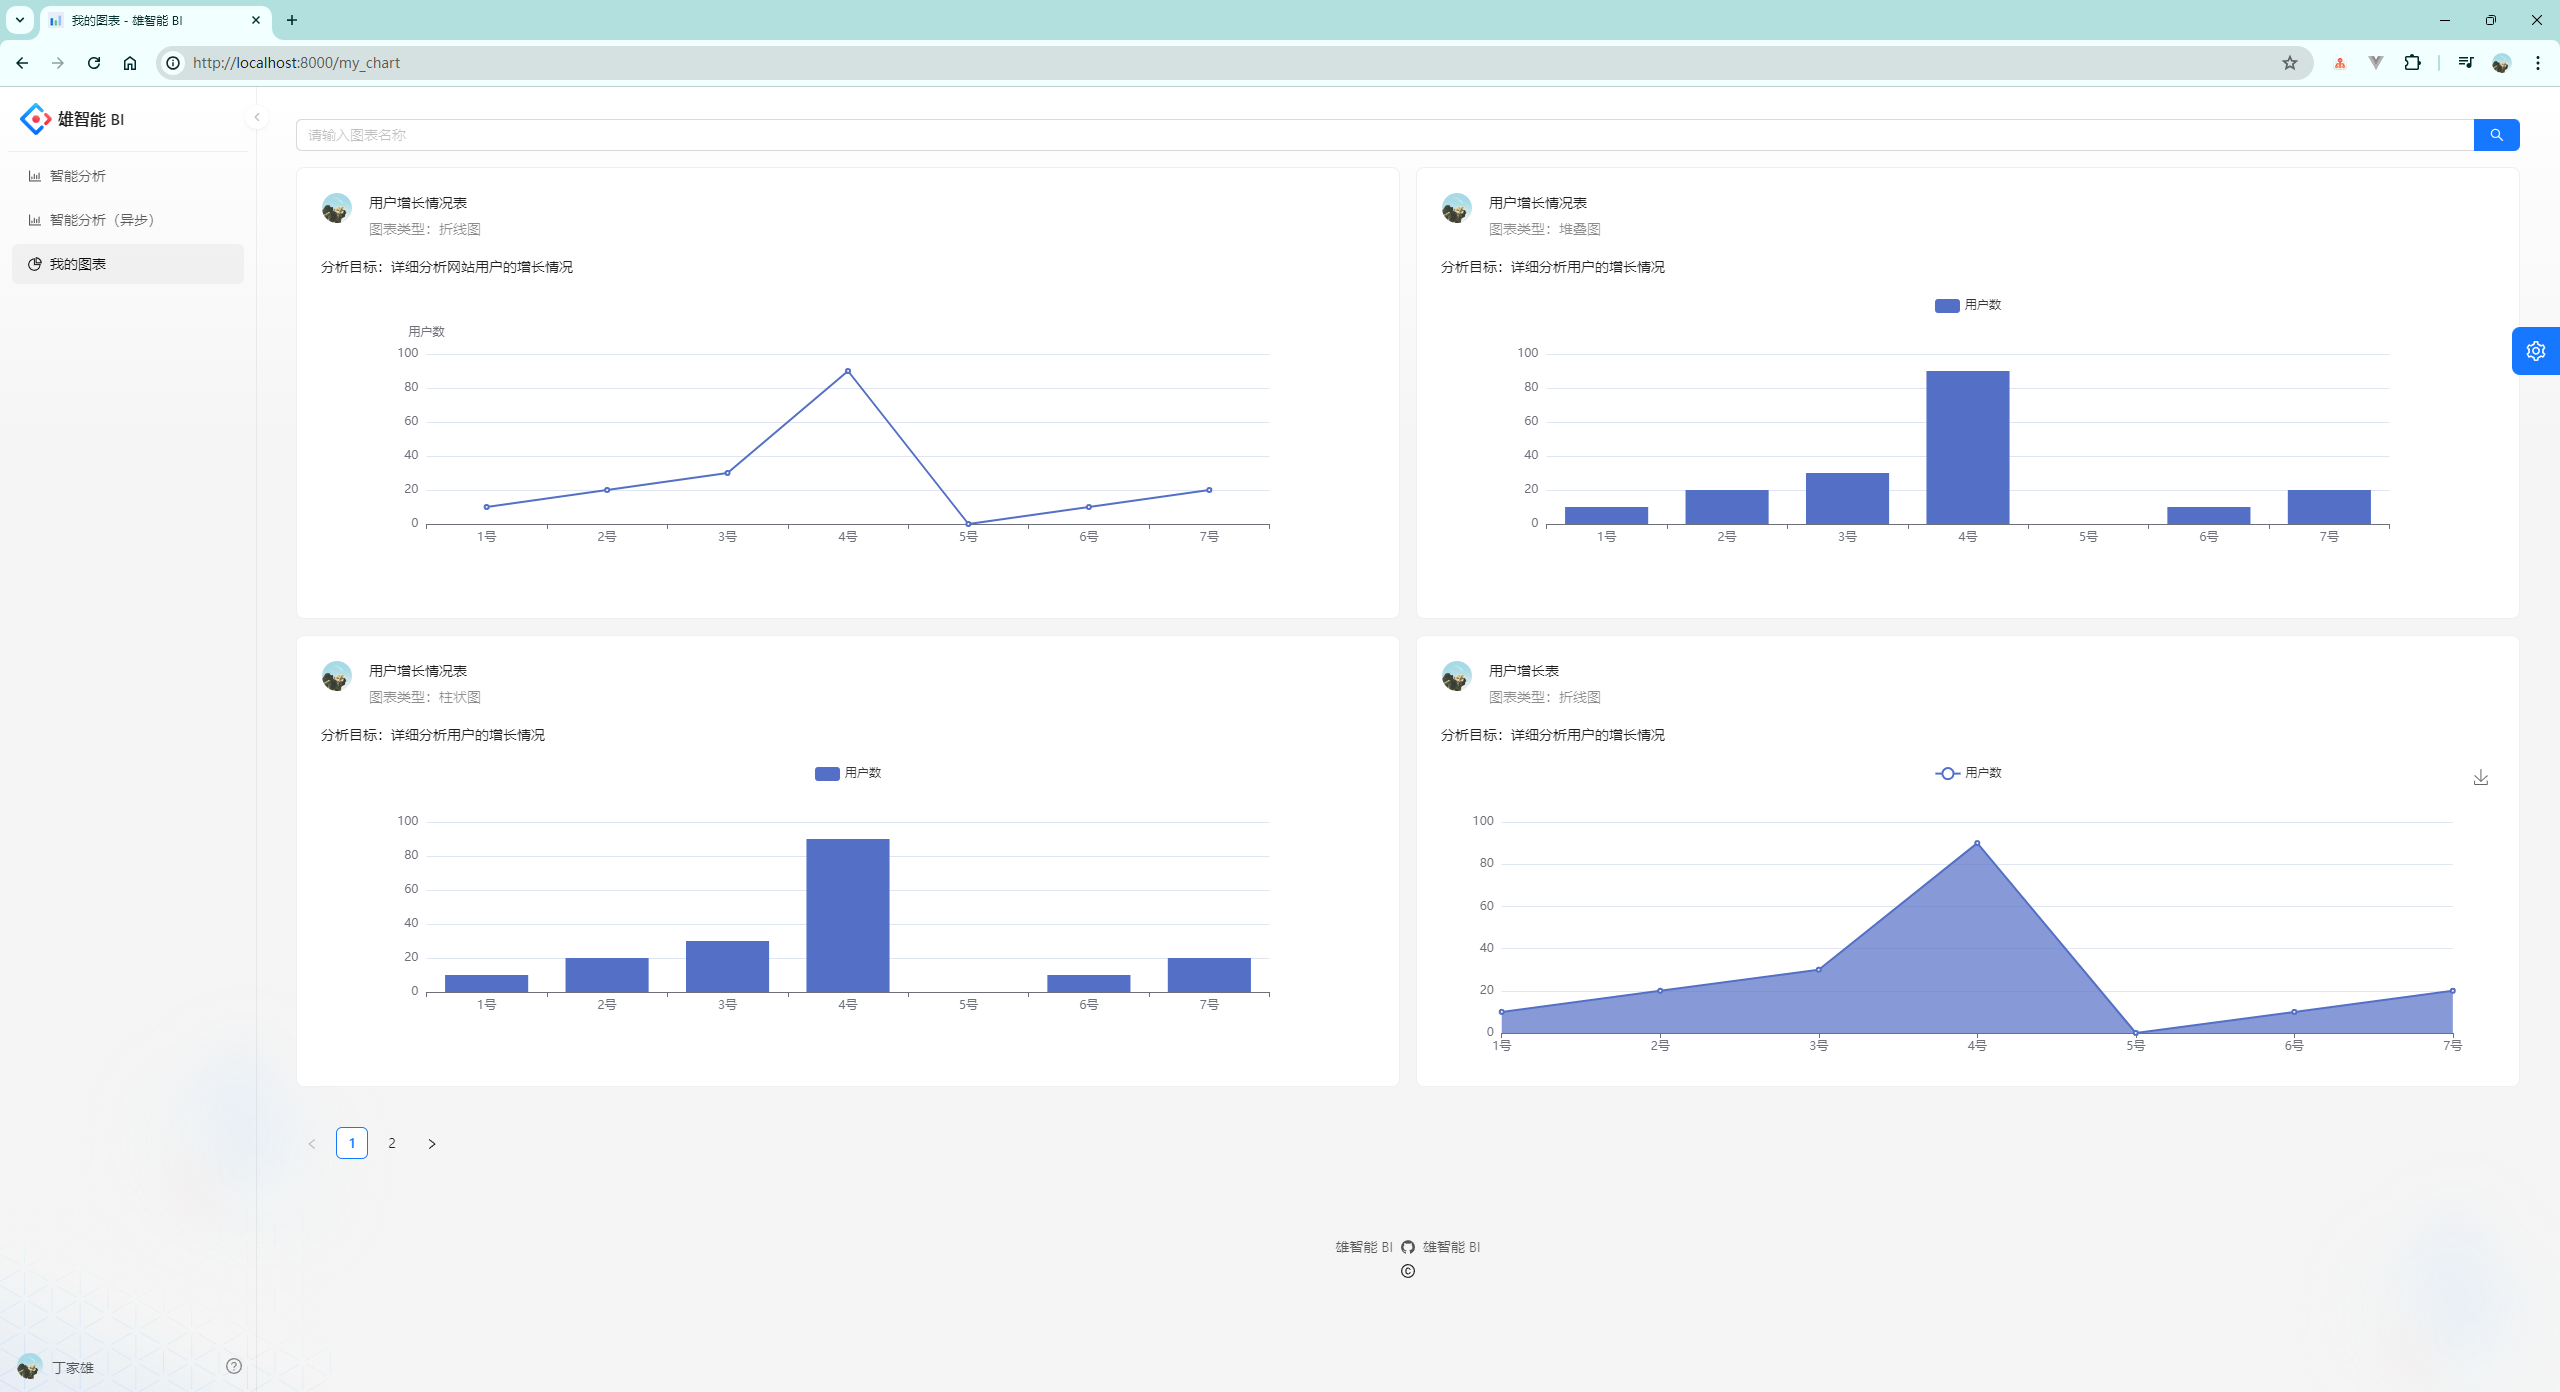 我的图表 - 雄智能 BI
http://localhost:8000/my_chart
雄智能 BI
智能分析
智能分析（异步）
我的图表
请输入图表名称
用户增长情况表
图表类型：折线图
分析目标：详细分析网站用户的增长情况
用户数
100
80
60
40
20
0
1号 2号 3号 4号 5号 6号 7号
用户增长情况表
图表类型：堆叠图
分析目标：详细分析用户的增长情况
用户数
100
80
60
40
20
0
1号 2号 3号 4号 5号 6号 7号
用户增长情况表
图表类型：柱状图
分析目标：详细分析用户的增长情况
用户数
100
80
60
40
20
0
1号 2号 3号 4号 5号 6号 7号
用户增长表
图表类型：折线图
分析目标：详细分析用户的增长情况
用户数
100
80
60
40
20
0
1号 2号 3号 4号 5号 6号 7号
1 2
雄智能 BI 雄智能 BI
©
丁家雄